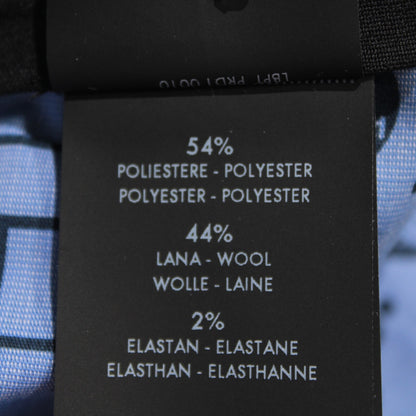 54%
POLIESTERE - POLYESTER
POLYESTER - POLYESTER
44%
LANA - WOOL
WOLLE - LAINE
2%
ELASTAN - ELASTANE
ELASTHAN - ELASTHANNE